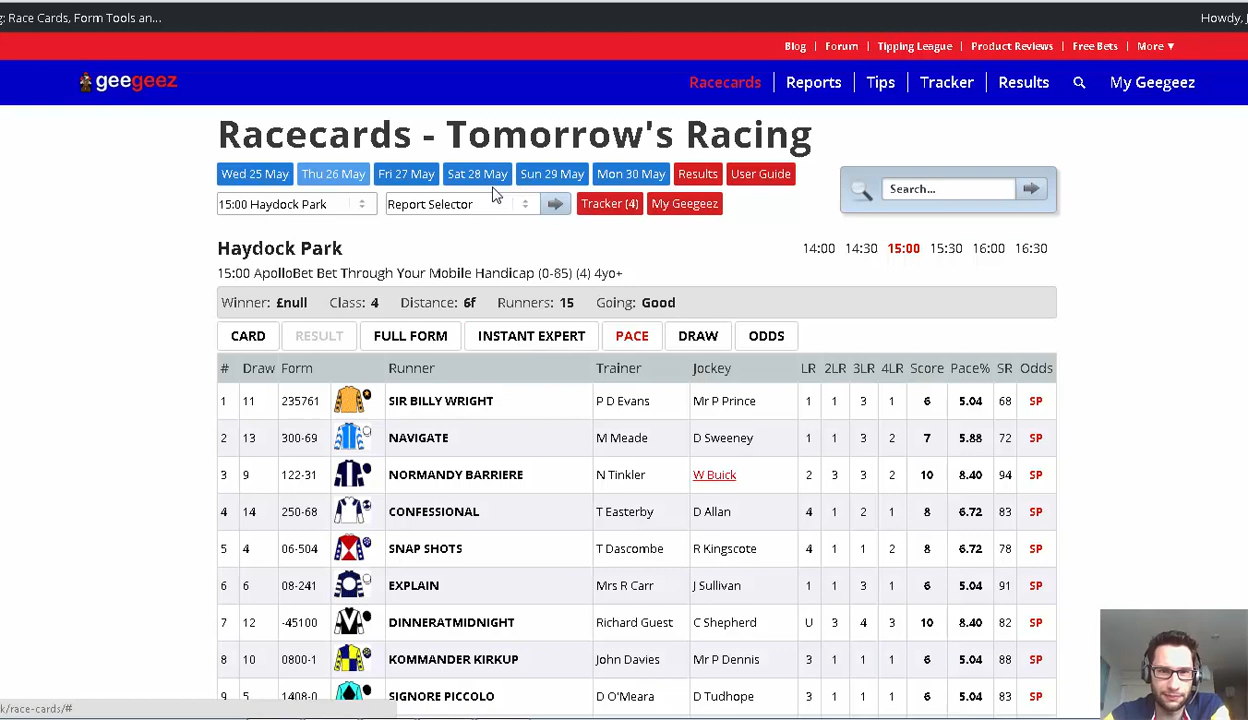 g: Race Cards, Form Tools an... Howdy, J
Blog | Forum | Tipping League | Product Reviews | Free Bets | More ▼
geegeez Racecards | Reports | Tips | Tracker | Results My Geegeez
Racecards - Tomorrow's Racing
Wed 25 May Thu 26 May Fri 27 May Sat 28 May Sun 29 May Mon 30 May Results User Guide
Search...
15:00 Haydock Park Report Selector Tracker (4) My Geegeez
Haydock Park 14:00 14:30 15:00 15:30 16:00 16:30
15:00 ApolloBet Bet Through Your Mobile Handicap (0-85) (4) 4yo+
Winner: £null Class: 4 Distance: 6f Runners: 15 Going: Good
CARD RESULT FULL FORM INSTANT EXPERT PACE DRAW ODDS
# Draw Form Runner Trainer Jockey LR 2LR 3LR 4LR Score Pace% SR Odds
1 11 235761 SIR BILLY WRIGHT P D Evans Mr P Prince 1 1 3 1 6 5.04 68 SP
2 13 300-69 NAVIGATE M Meade D Sweeney 1 1 3 2 7 5.88 72 SP
3 9 122-31 NORMANDY BARRIERE N Tinkler W Buick 2 3 3 2 10 8.40 94 SP
4 14 250-68 CONFESSIONAL T Easterby D Allan 4 1 2 1 8 6.72 83 SP
5 4 06-504 SNAP SHOTS T Dascombe R Kingscote 4 1 1 2 8 6.72 78 SP
6 6 08-241 EXPLAIN Mrs R Carr J Sullivan 1 1 3 1 6 5.04 91 SP
7 12 -45100 DINNERATMIDNIGHT Richard Guest C Shepherd U 3 4 3 10 8.40 82 SP
8 10 0800-1 KOMMANDER KIRKUP John Davies Mr P Dennis 3 1 1 1 6 5.04 88 SP
9 5 1408-0 SIGNORE PICCOLO D O'Meara D Tudhope 3 1 1 1 6 5.04 83 SP
k/race-cards/#